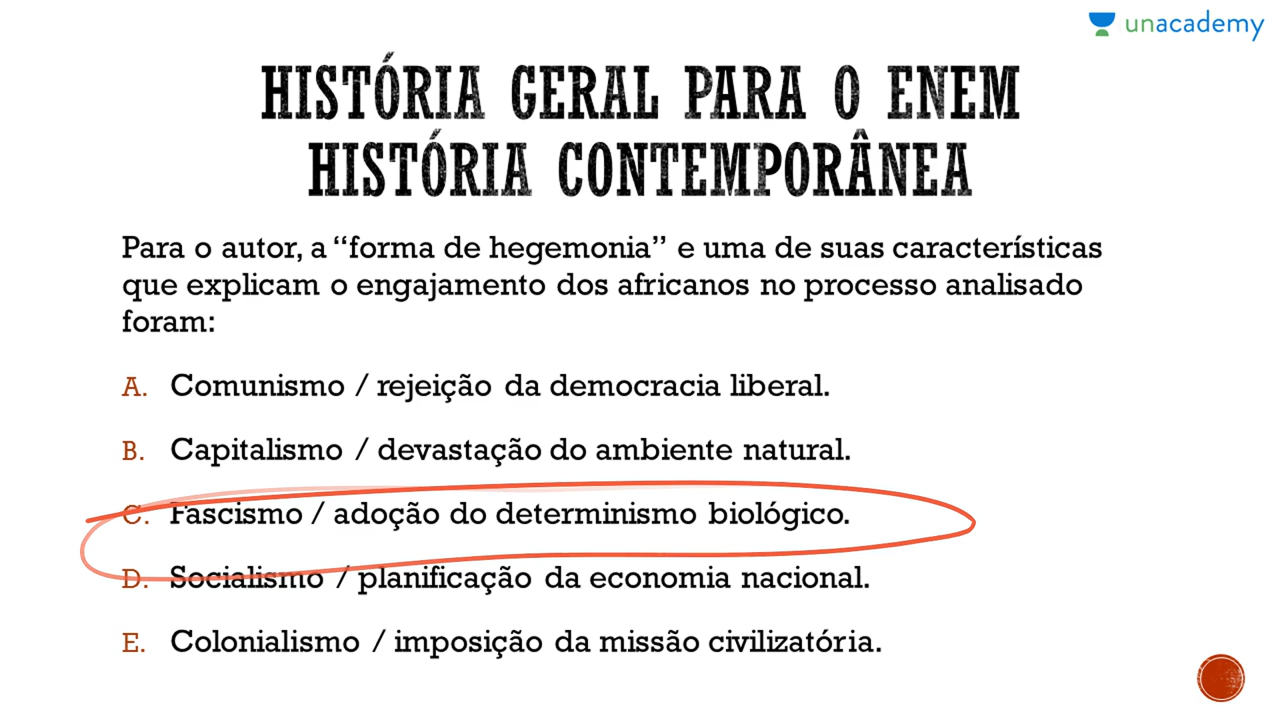 unacademy
HISTÓRIA GERAL PARA O ENEM
HISTÓRIA CONTEMPORÂNEA
Para o autor, a “forma de hegemonia” e uma de suas características
que explicam o engajamento dos africanos no processo analisado
foram:
A. Comunismo / rejeição da democracia liberal.
B. Capitalismo / devastação do ambiente natural.
C. Fascismo / adoção do determinismo biológico.
D. Socialismo / planificação da economia nacional.
E. Colonialismo / imposição da missão civilizatória.